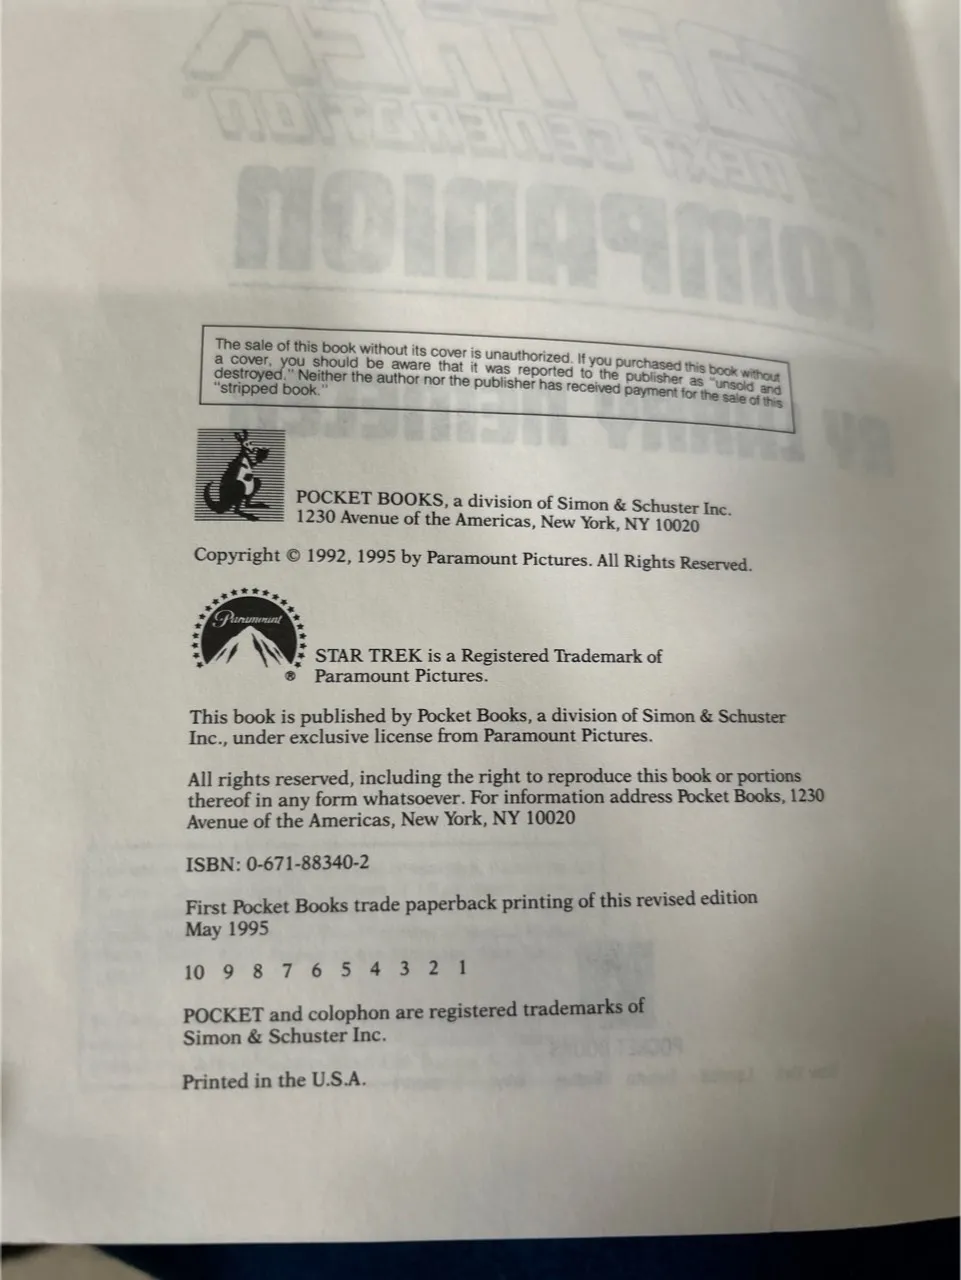 The sale of this book without its cover is unauthorized. If you purchased this book without
a cover, you should be aware that it was reported to the publisher as "unsold and
destroyed." Neither the author nor the publisher has received payment for the sale of this
"stripped book."
POCKET BOOKS, a division of Simon & Schuster Inc.
1230 Avenue of the Americas, New York, NY 10020
Copyright © 1992, 1995 by Paramount Pictures. All Rights Reserved.
Paramount
®
STAR TREK is a Registered Trademark of
Paramount Pictures.
This book is published by Pocket Books, a division of Simon & Schuster
Inc., under exclusive license from Paramount Pictures.
All rights reserved, including the right to reproduce this book or portions
thereof in any form whatsoever. For information address Pocket Books, 1230
Avenue of the Americas, New York, NY 10020
ISBN: 0-671-88340-2
First Pocket Books trade paperback printing of this revised edition
May 1995
10 9 8 7 6 5 4 3 2 1
POCKET and colophon are registered trademarks of
Simon & Schuster Inc.
Printed in the U.S.A.